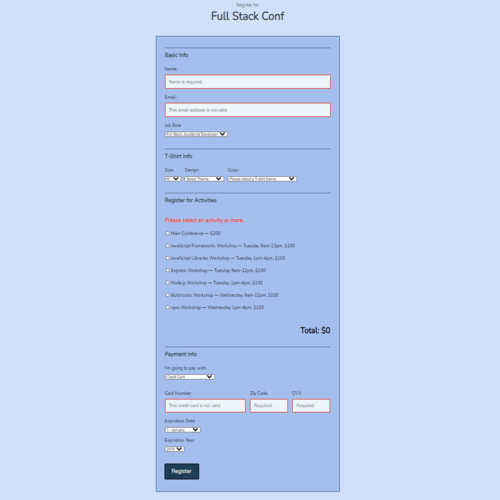 Register for
Full Stack Conf
Basic Info
Name:
Name is required.
Email:
This email address is not valid.
Job Role
Full Stack JavaScript Developer
T-Shirt Info
Size: Design: Color:
M Select Theme Please select a T-shirt theme
Register for Activities
Please select an activity or more.
Main Conference — $200
JavaScript Frameworks Workshop — Tuesday 9am-12pm, $100
JavaScript Libraries Workshop — Tuesday 1pm-4pm, $100
Express Workshop — Tuesday 9am-12pm, $100
Node.js Workshop — Tuesday 1pm-4pm, $100
Build tools Workshop — Wednesday 9am-12pm, $100
npm Workshop — Wednesday 1pm-4pm, $100
Total: $0
Payment Info
I'm going to pay with:
Credit Card
Card Number: Zip Code: CVV:
This credit card is not valid. Required. Required.
Expiration Date:
1 - January
Expiration Year:
Register